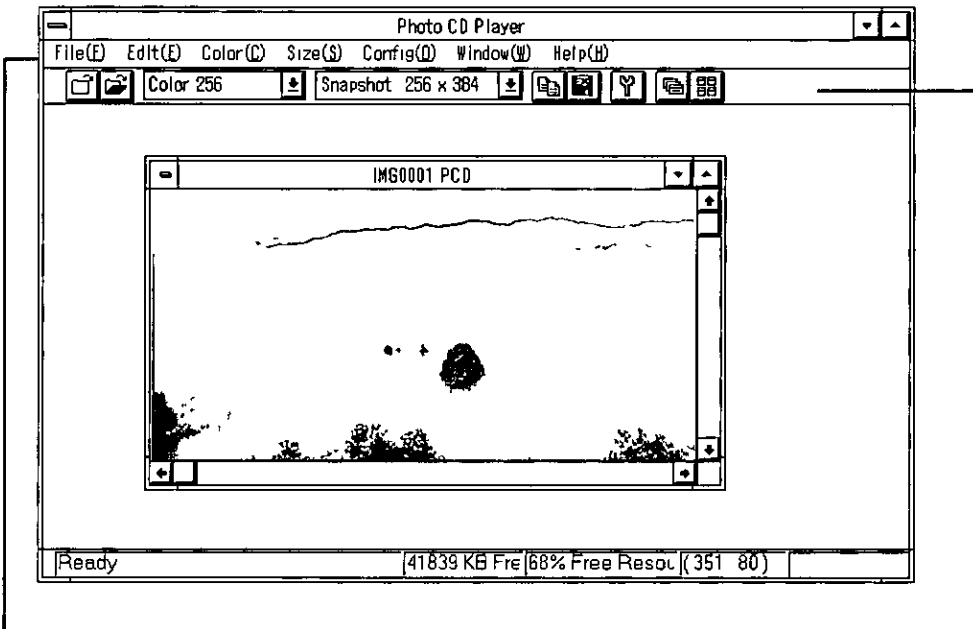 Photo CD Player
File(F) Edit(E) Color(C) Size(S) Config(O) Window(W) Help(H)
Color 256 Snapshot 256 x 384
IMG0001 PCD
Ready 41839 KB Fre 68% Free Resou (351 80)